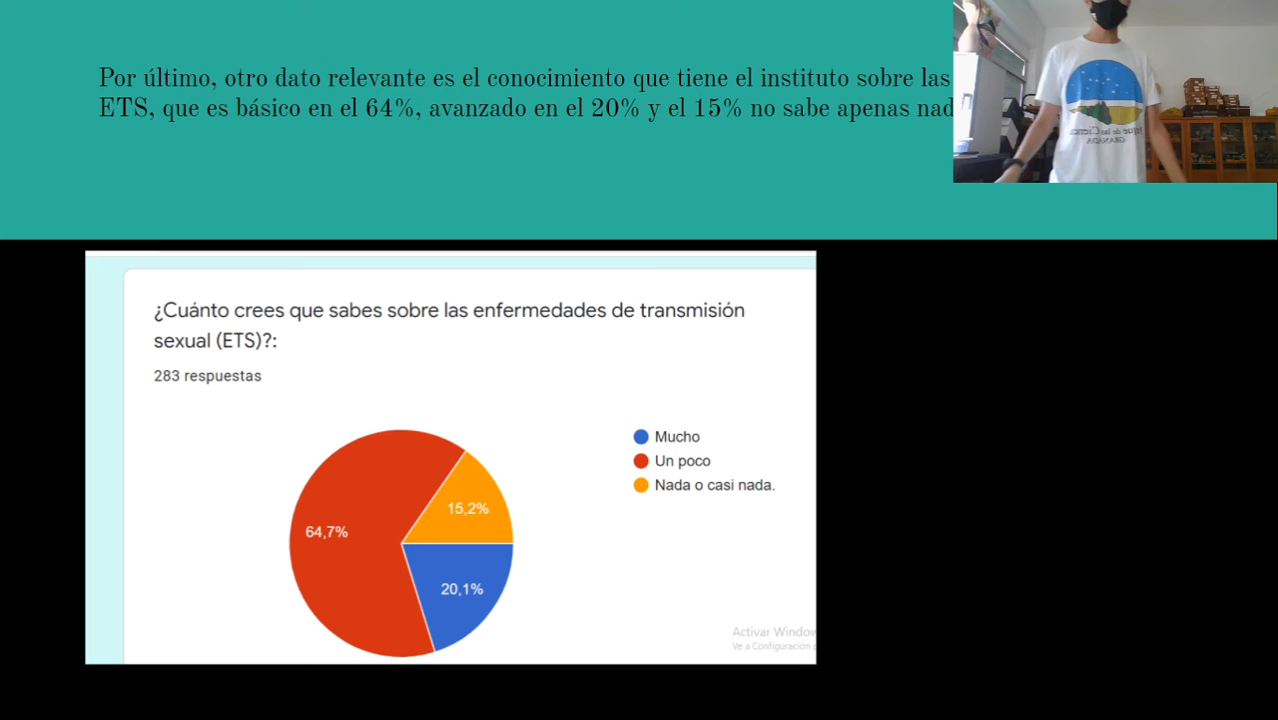 Por último, otro dato relevante es el conocimiento que tiene el instituto sobre las
ETS, que es básico en el 64%, avanzado en el 20% y el 15% no sabe apenas
¿Cuánto crees que sabes sobre las enfermedades de transmisión
sexual (ETS)?:
283 respuestas
Mucho
Un poco
Nada o casi nada.
15,2%
64,7%
20,1%
Activar
Ve a Configuración
GRANADA